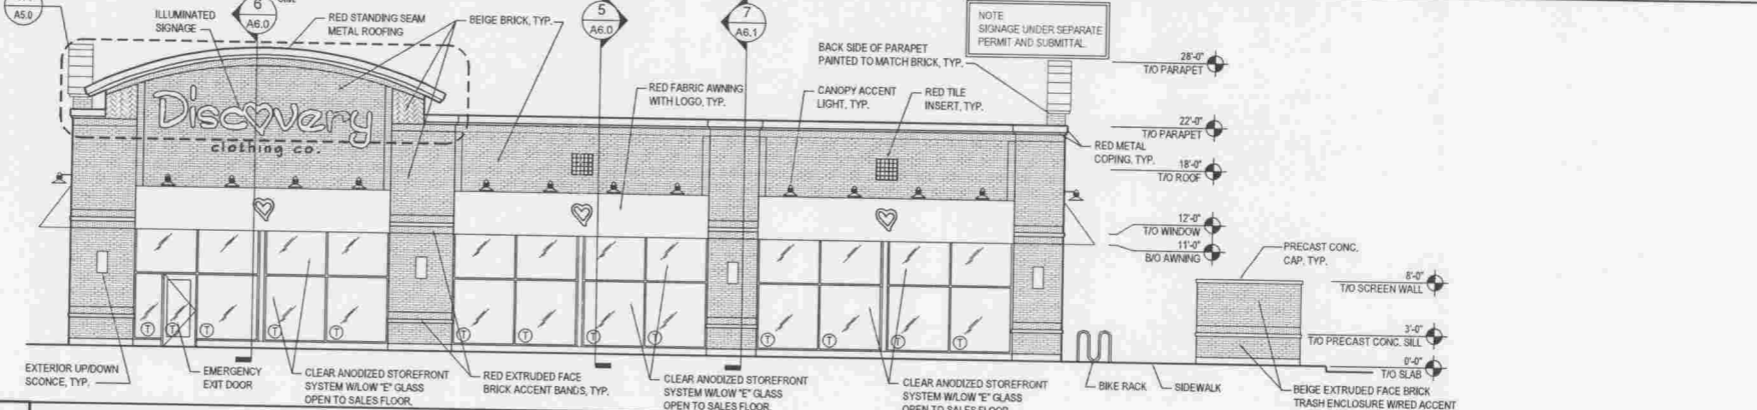 A5.0
6
A6.0
5
A6.0
7
A6.1
ILLUMINATED
SIGNAGE
RED STANDING SEAM
METAL ROOFING
BEIGE BRICK, TYP.
NOTE
SIGNAGE UNDER SEPARATE
PERMIT AND SUBMITTAL
BACK SIDE OF PARAPET
PAINTED TO MATCH BRICK, TYP.
28'-0"
T/O PARAPET
RED FABRIC AWNING
WITH LOGO, TYP.
CANOPY ACCENT
LIGHT, TYP.
RED TILE
INSERT, TYP.
Discovery
clothing co.
22'-0"
T/O PARAPET
RED METAL
COPING, TYP.
18'-0"
T/O ROOF
12'-0"
T/O WINDOW
11'-0"
B/O AWNING
PRECAST CONC.
CAP, TYP.
8'-0"
T/O SCREEN WALL
3'-0"
T/O PRECAST CONC. SILL
0'-0"
T/O SLAB
T T T T T T T T T T T T T
EXTERIOR UP/DOWN
SCONCE, TYP.
EMERGENCY
EXIT DOOR
CLEAR ANODIZED STOREFRONT
SYSTEM W/LOW "E" GLASS
OPEN TO SALES FLOOR
RED EXTRUDED FACE
BRICK ACCENT BANDS, TYP.
CLEAR ANODIZED STOREFRONT
SYSTEM W/LOW "E" GLASS
OPEN TO SALES FLOOR
CLEAR ANODIZED STOREFRONT
SYSTEM W/LOW "E" GLASS
OPEN TO SALES FLOOR
BIKE RACK
SIDEWALK
BEIGE EXTRUDED FACE BRICK
TRASH ENCLOSURE W/RED ACCENT